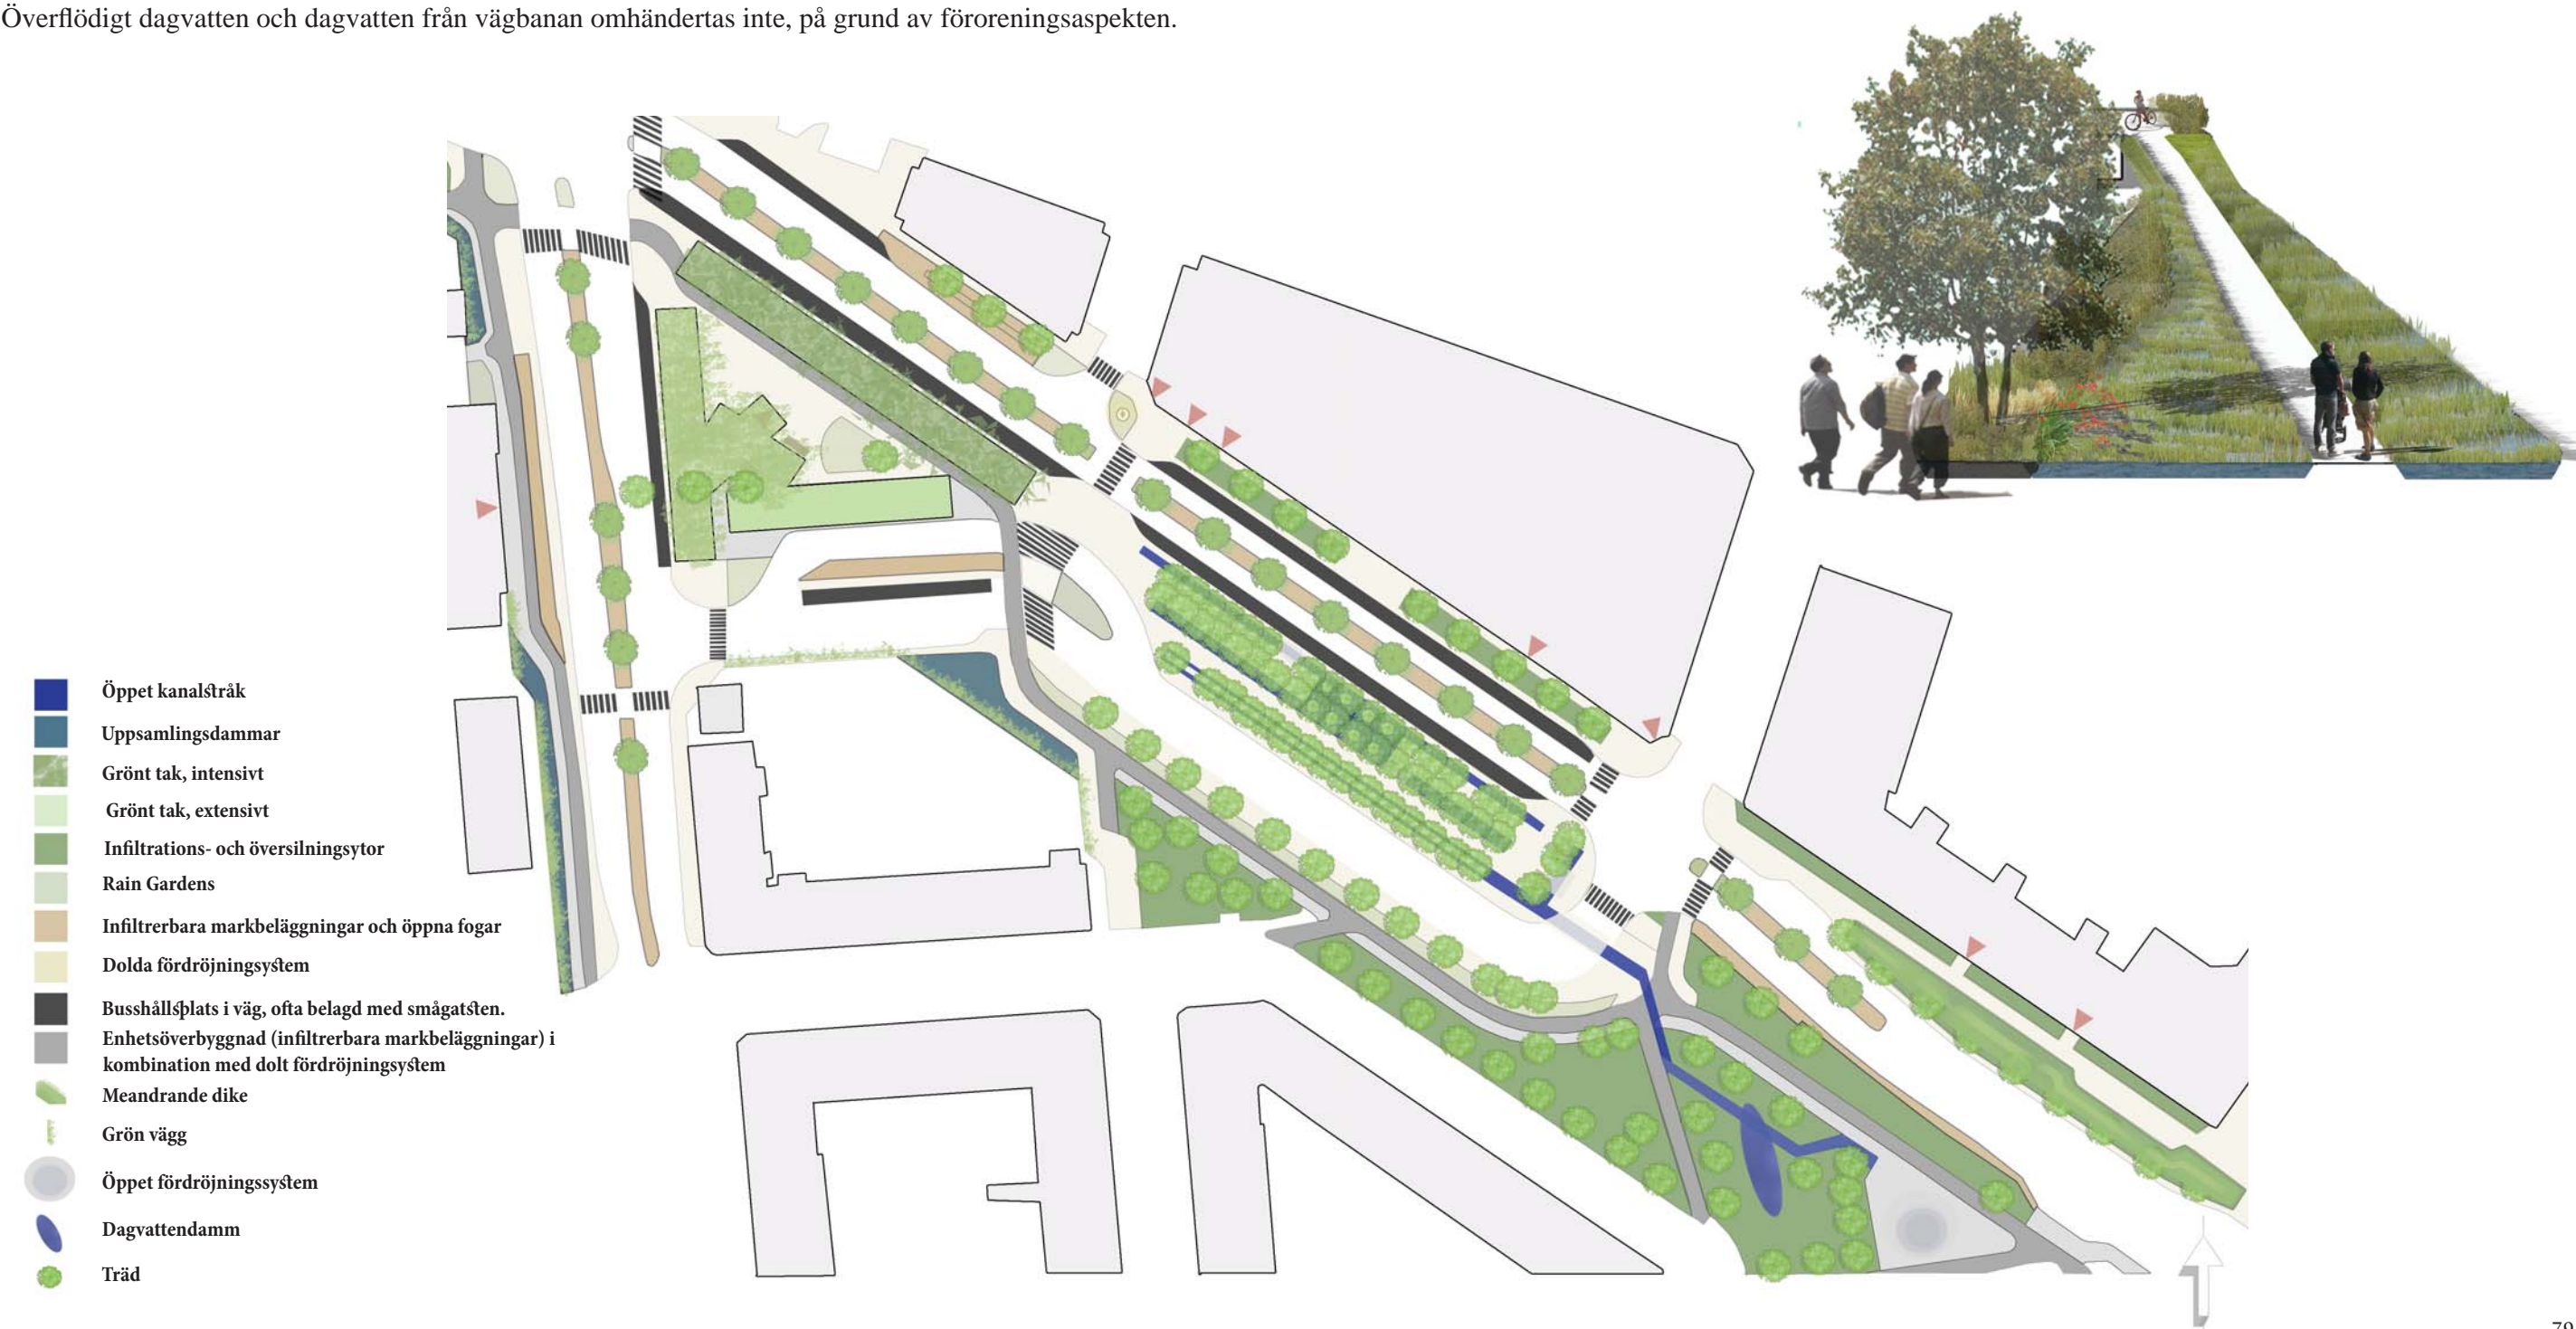 Överflödigt dagvatten och dagvatten från vägbanan omhändertas inte, på grund av föroreningsaspekten.
Öppet kanalstråk
Uppsamlingsdammar
Grönt tak, intensivt
Grönt tak, extensivt
Infiltrations- och översilningsytor
Rain Gardens
Infiltrerbara markbeläggningar och öppna fogar
Dolda fördröjningsystem
Busshållsplats i väg, ofta belagd med smågatsten.
Enhetsöverbyggnad (infiltrerbara markbeläggningar) i
kombination med dolt fördröjningsystem
Meandrande dike
Grön vägg
Öppet fördröjningssystem
Dagvattendamm
Träd